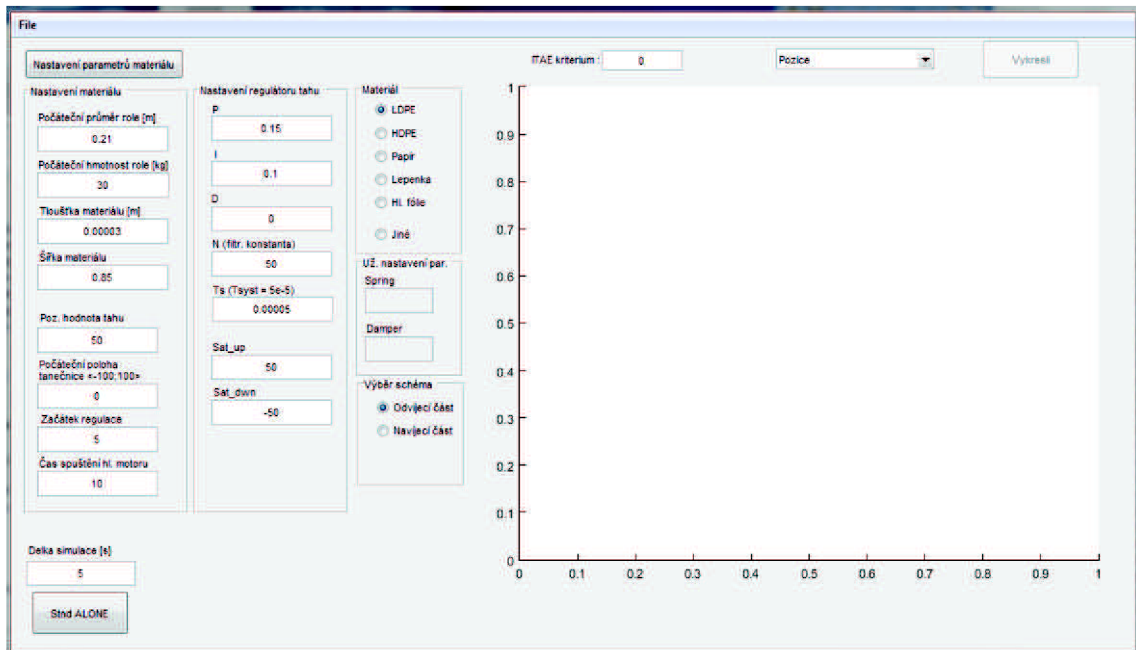 File
Nastavení parametrů materiálu
ITAE kriterium :
0
Pozice
Vykresli
Nastavení materiálu
Počáteční průměr role [m]
0.21
Počáteční hmotnost role [kg]
30
Tloušťka materiálu [m]
0.00003
Šířka materiálu
0.85
Poz. hodnota tahu
50
Počáteční poloha
tanečnice <-100;100>
0
Začátek regulace
5
Čas spuštění hl. motoru
10
Nastavení regulátoru tahu
P
0.15
I
0.1
D
0
N (filtr. konstanta)
50
Ts (Tsyst = 5e-5)
0.00005
Sat_up
50
Sat_dwn
-50
Materiál
LDPE
HDPE
Papír
Lepenka
Hl. fólie
Jiné
Už. nastavení par.
Spring
Damper
Výběr schéma
Odvíjecí část
Navíjecí část
1
0.9
0.8
0.7
0.6
0.5
0.4
0.3
0.2
0.1
0
0 0.1 0.2 0.3 0.4 0.5 0.6 0.7 0.8 0.9 1
Delka simulace [s]
5
Stnd ALONE